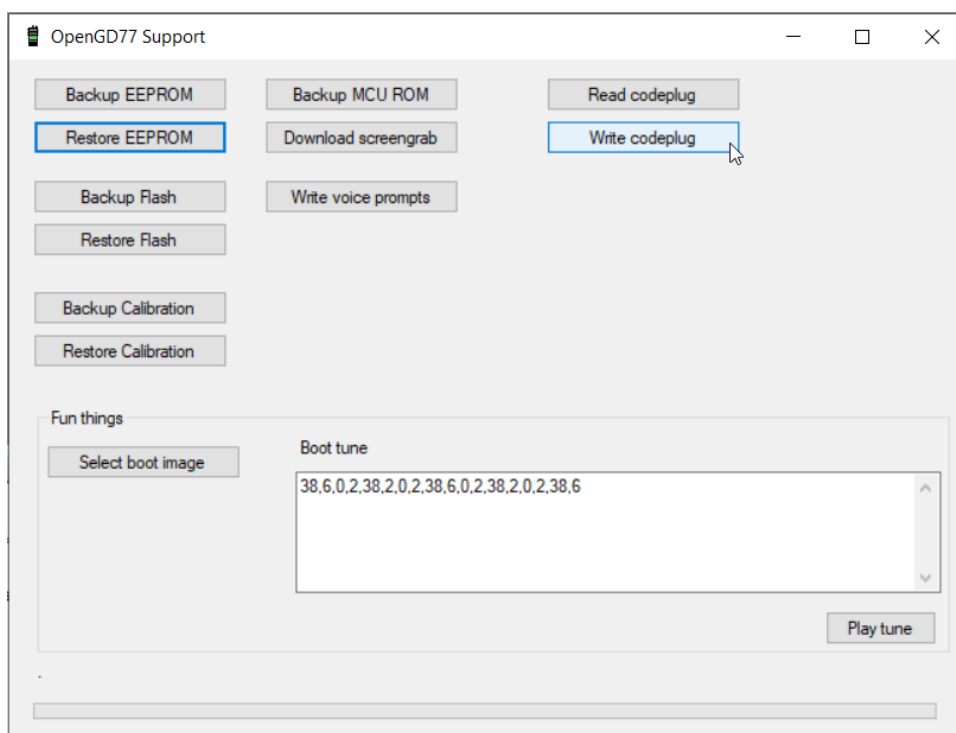 OpenGD77 Support
Backup EEPROM
Backup MCU ROM
Read codeplug
Restore EEPROM
Download screengrab
Write codeplug
Backup Flash
Write voice prompts
Restore Flash
Backup Calibration
Restore Calibration
Fun things
Select boot image
Boot tune
38,6,0,2,38,2,0,2,38,6,0,2,38,2,0,2,38,6
Play tune
.